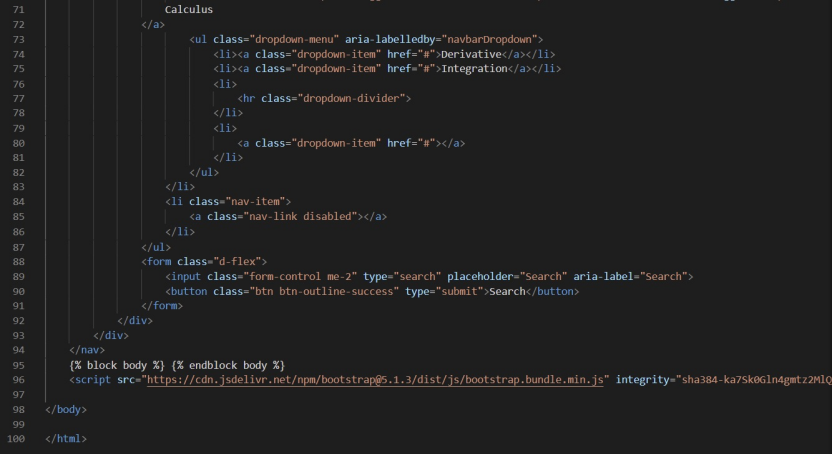 71 Calculus
72 </a>
73 <ul class="dropdown-menu" aria-labelledby="navbarDropdown">
74 <li><a class="dropdown-item" href="#">Derivative</a></li>
75 <li><a class="dropdown-item" href="#">Integration</a></li>
76 <li>
77 <hr class="dropdown-divider">
78 </li>
79 <li>
80 <a class="dropdown-item" href="#"></a>
81 </li>
82 </ul>
83 </li>
84 <li class="nav-item">
85 <a class="nav-link disabled"></a>
86 </li>
87 </ul>
88 <form class="d-flex">
89 <input class="form-control me-2" type="search" placeholder="Search" aria-label="Search">
90 <button class="btn btn-outline-success" type="submit">Search</button>
91 </form>
92 </div>
93 </div>
94 </nav>
95 {% block body %} {% endblock body %}
96 <script src="https://cdn.jsdelivr.net/npm/bootstrap@5.1.3/dist/js/bootstrap.bundle.min.js" integrity="sha384-ka7Sk0Gln4gmtz2MlQ
97
98 </body>
99
100 </html>